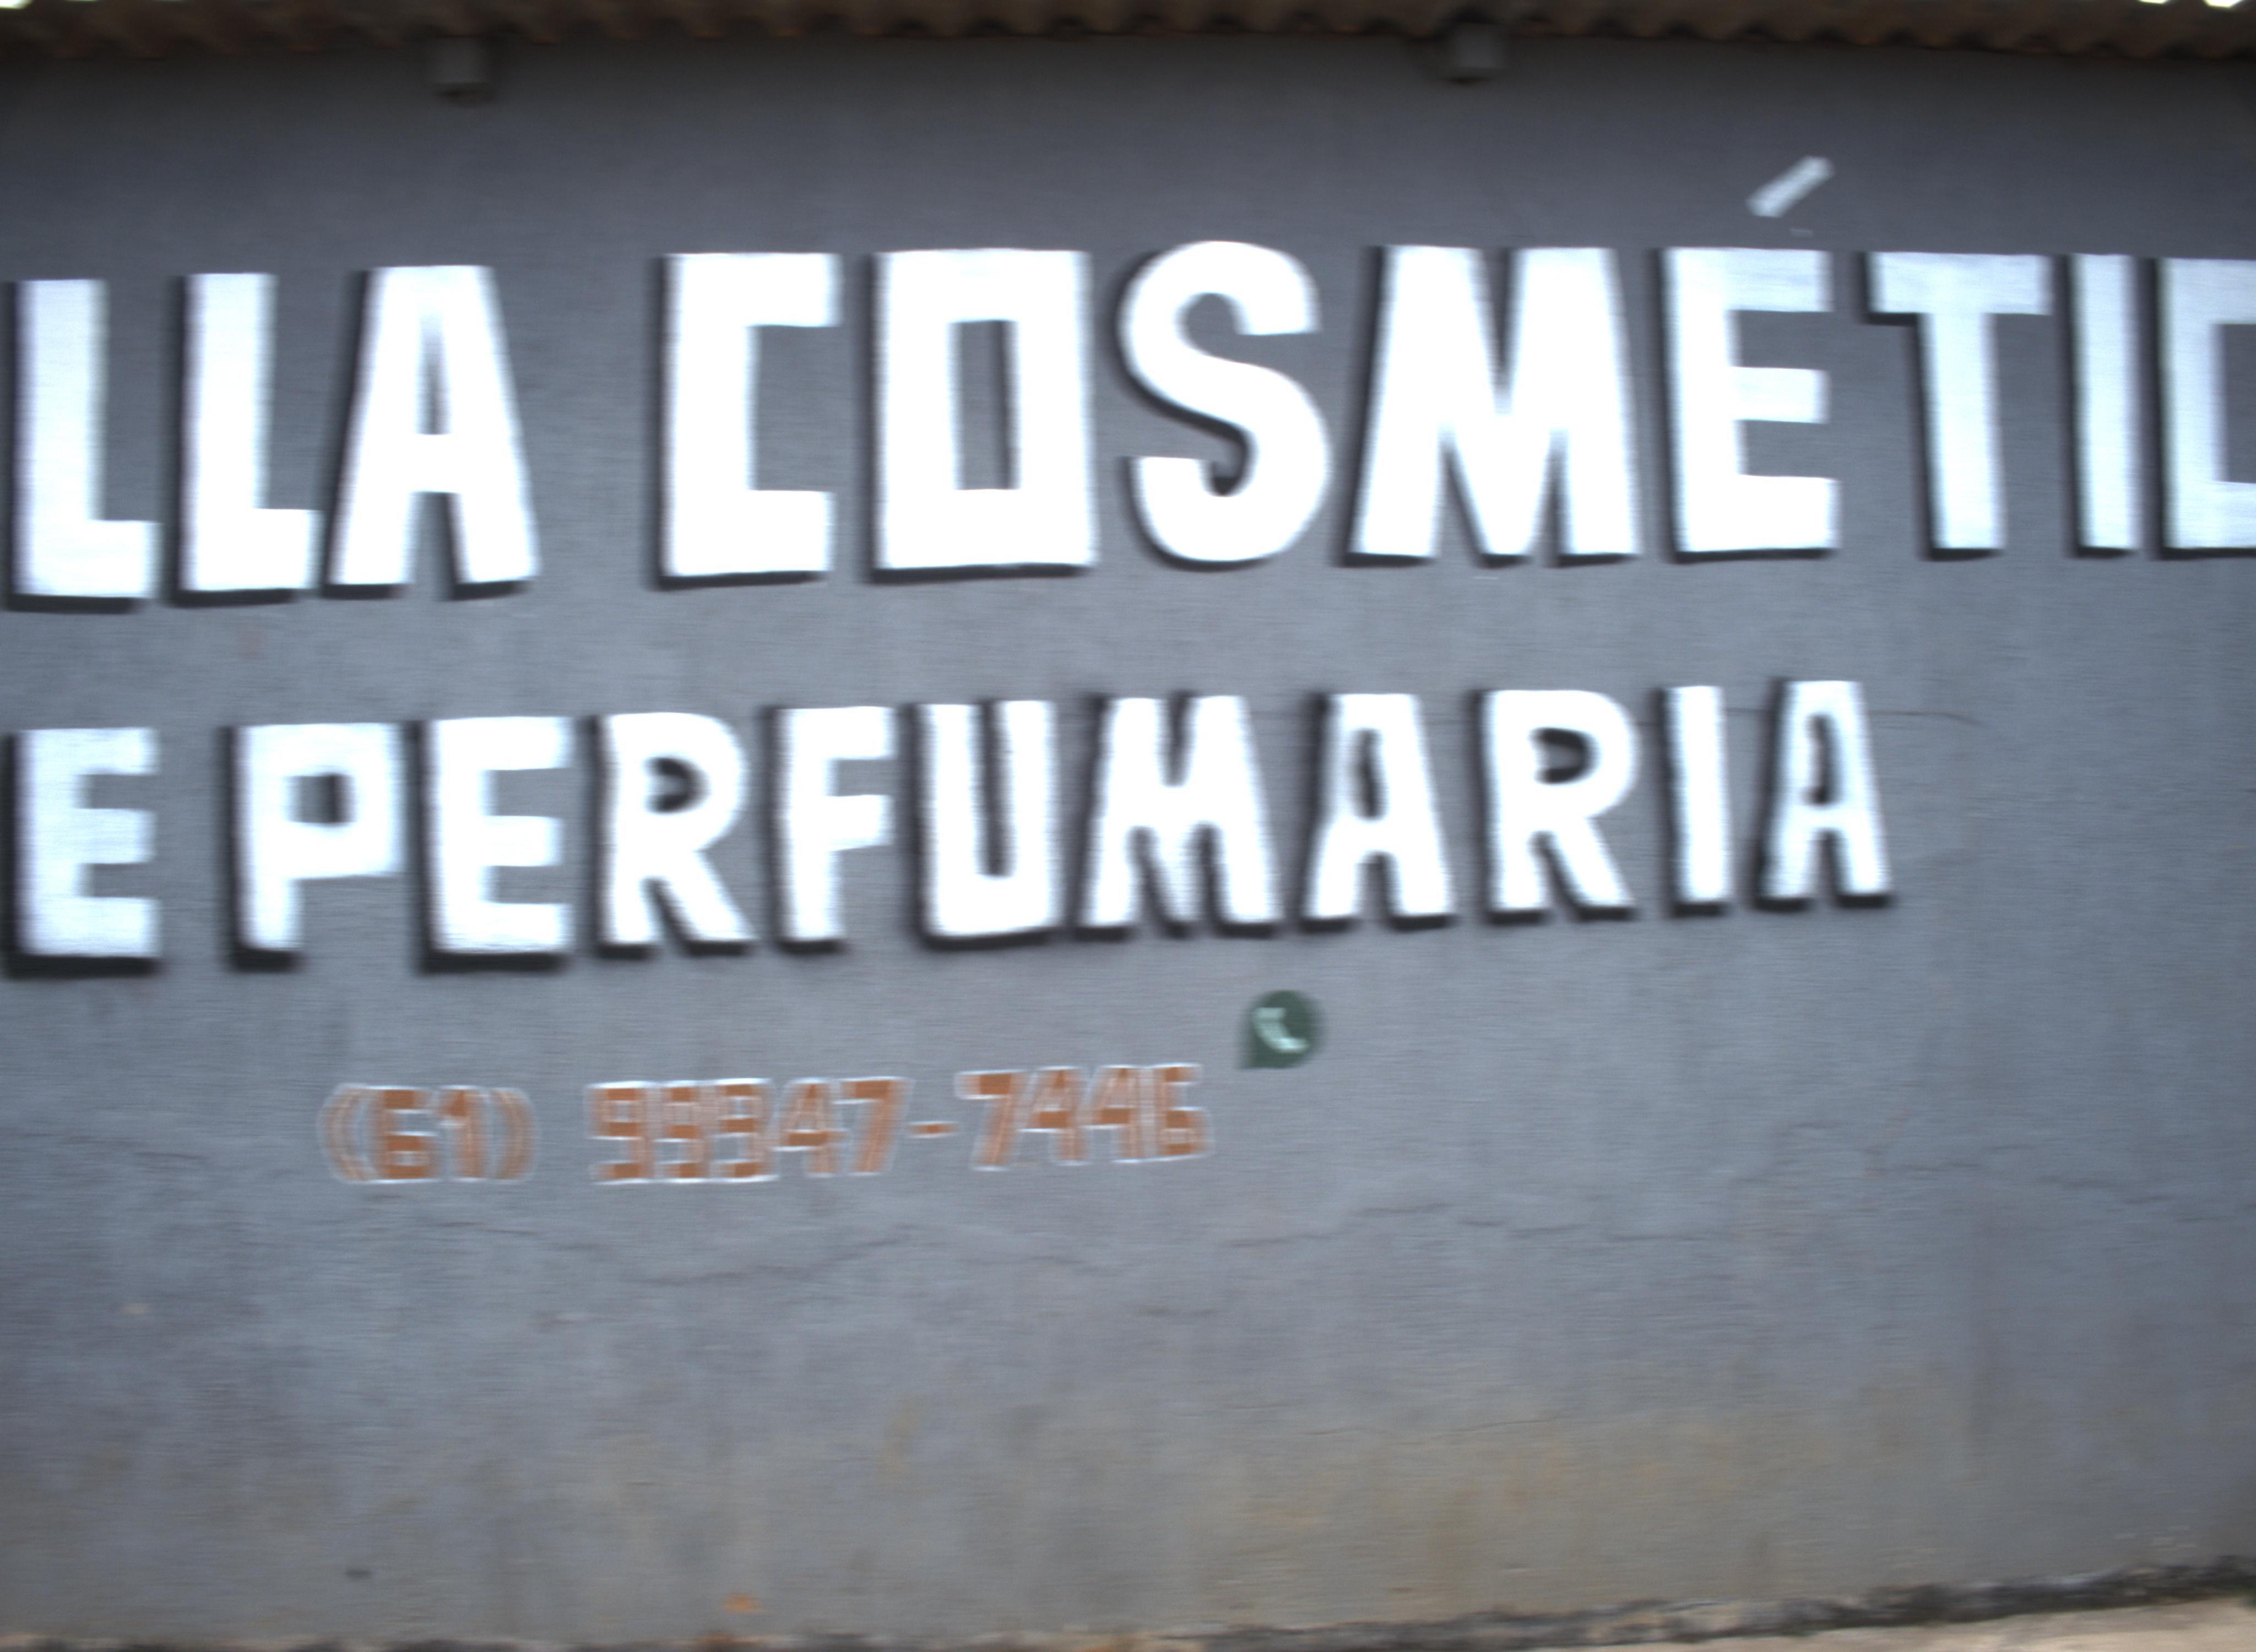 LLA COSMÉTIC
E PERFUMARIA
(61) 99347-7446